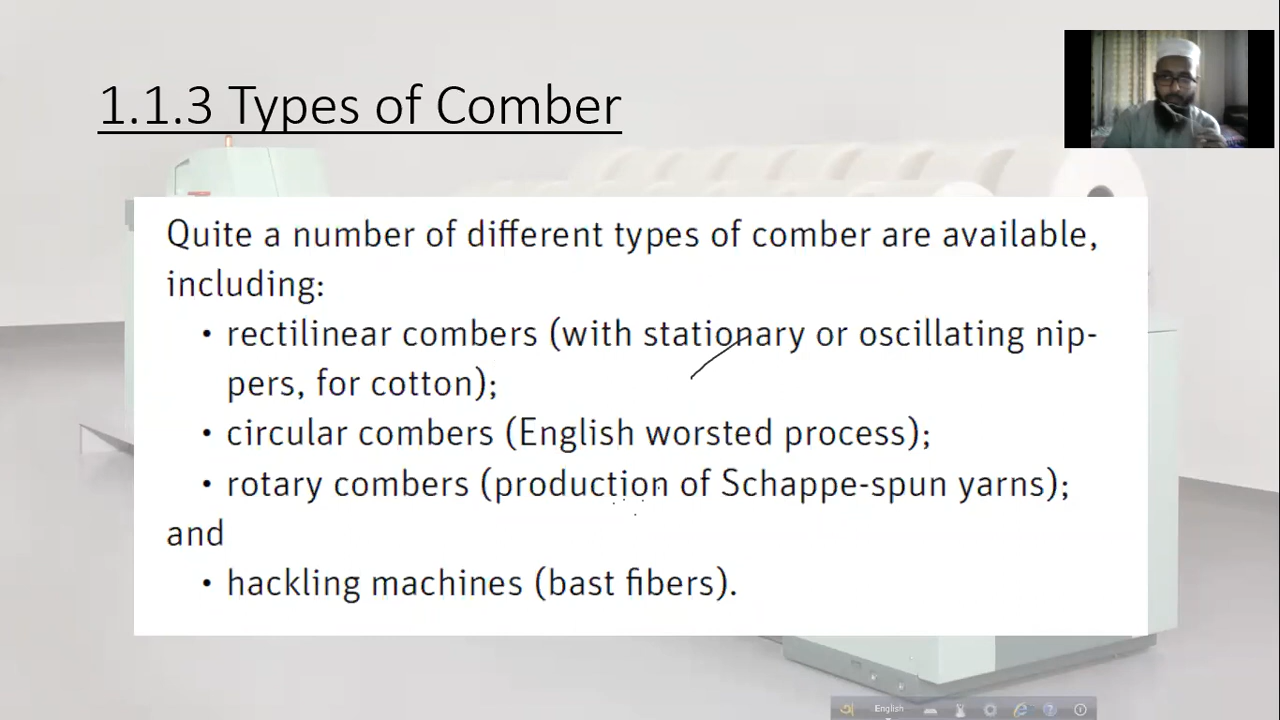 1.1.3 Types of Comber
Quite a number of different types of comber are available,
including:
• rectilinear combers (with stationary or oscillating nip-
pers, for cotton);
• circular combers (English worsted process);
• rotary combers (production of Schappe-spun yarns);
and
• hackling machines (bast fibers).
English